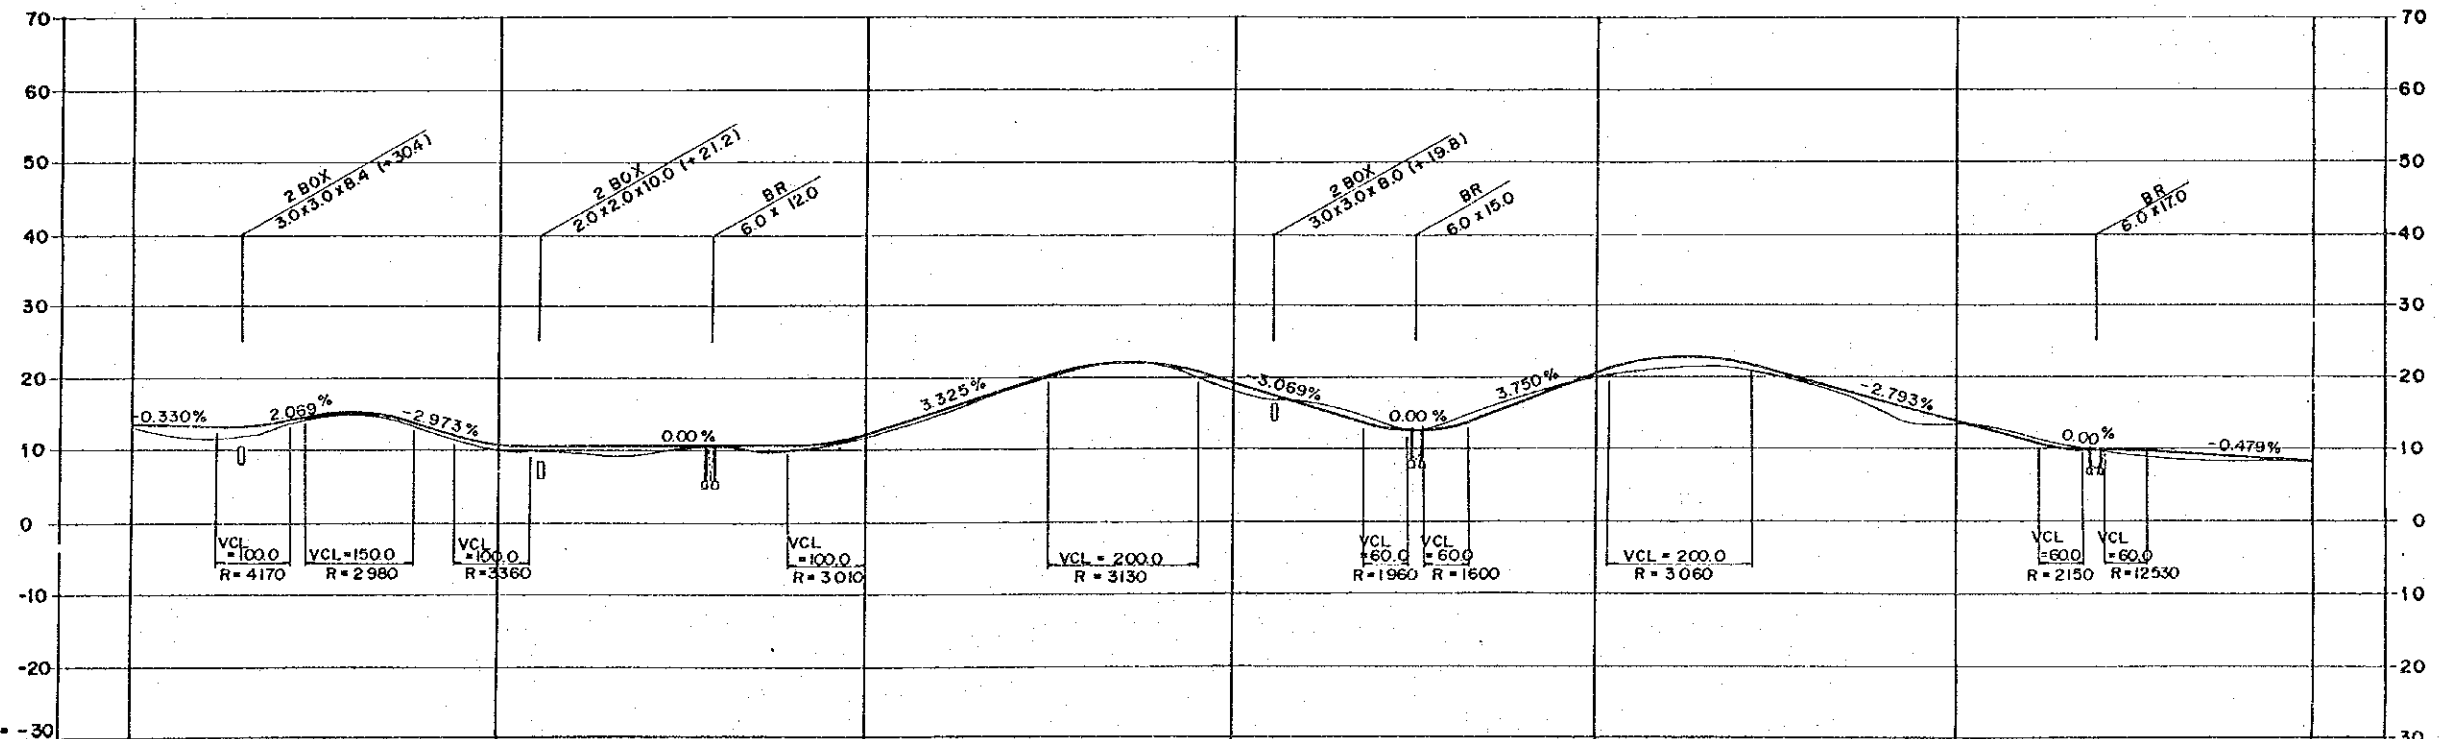 70
60
50
40
30
20
10
0
-10
-20
= -30
70
60
50
40
30
20
10
0
-10
-20
-30
2 BOX
3.0x3.0x8.4 (+30.4)
2 BOX
2.0x2.0x10.0 (+21.2)
BR
6.0 x 12.0
2 BOX
3.0x3.0x8.0 (+19.8)
BR
6.0 x 15.0
BR
6.0 x 17.0
-0.330%
2.069%
-2.973%
0.00%
3.325%
-3.069%
0.00%
3.750%
-2.793%
0.00%
-0.479%
VCL
=100.0
R=4170
VCL=150.0
R=2980
VCL
=100.0
R=3360
VCL
=100.0
R=3010
VCL=200.0
R=3130
VCL
=60.0
R=1960
VCL
=60.0
R=1600
VCL=200.0
R=3060
VCL
=60.0
R=2150
VCL
=60.0
R=12530